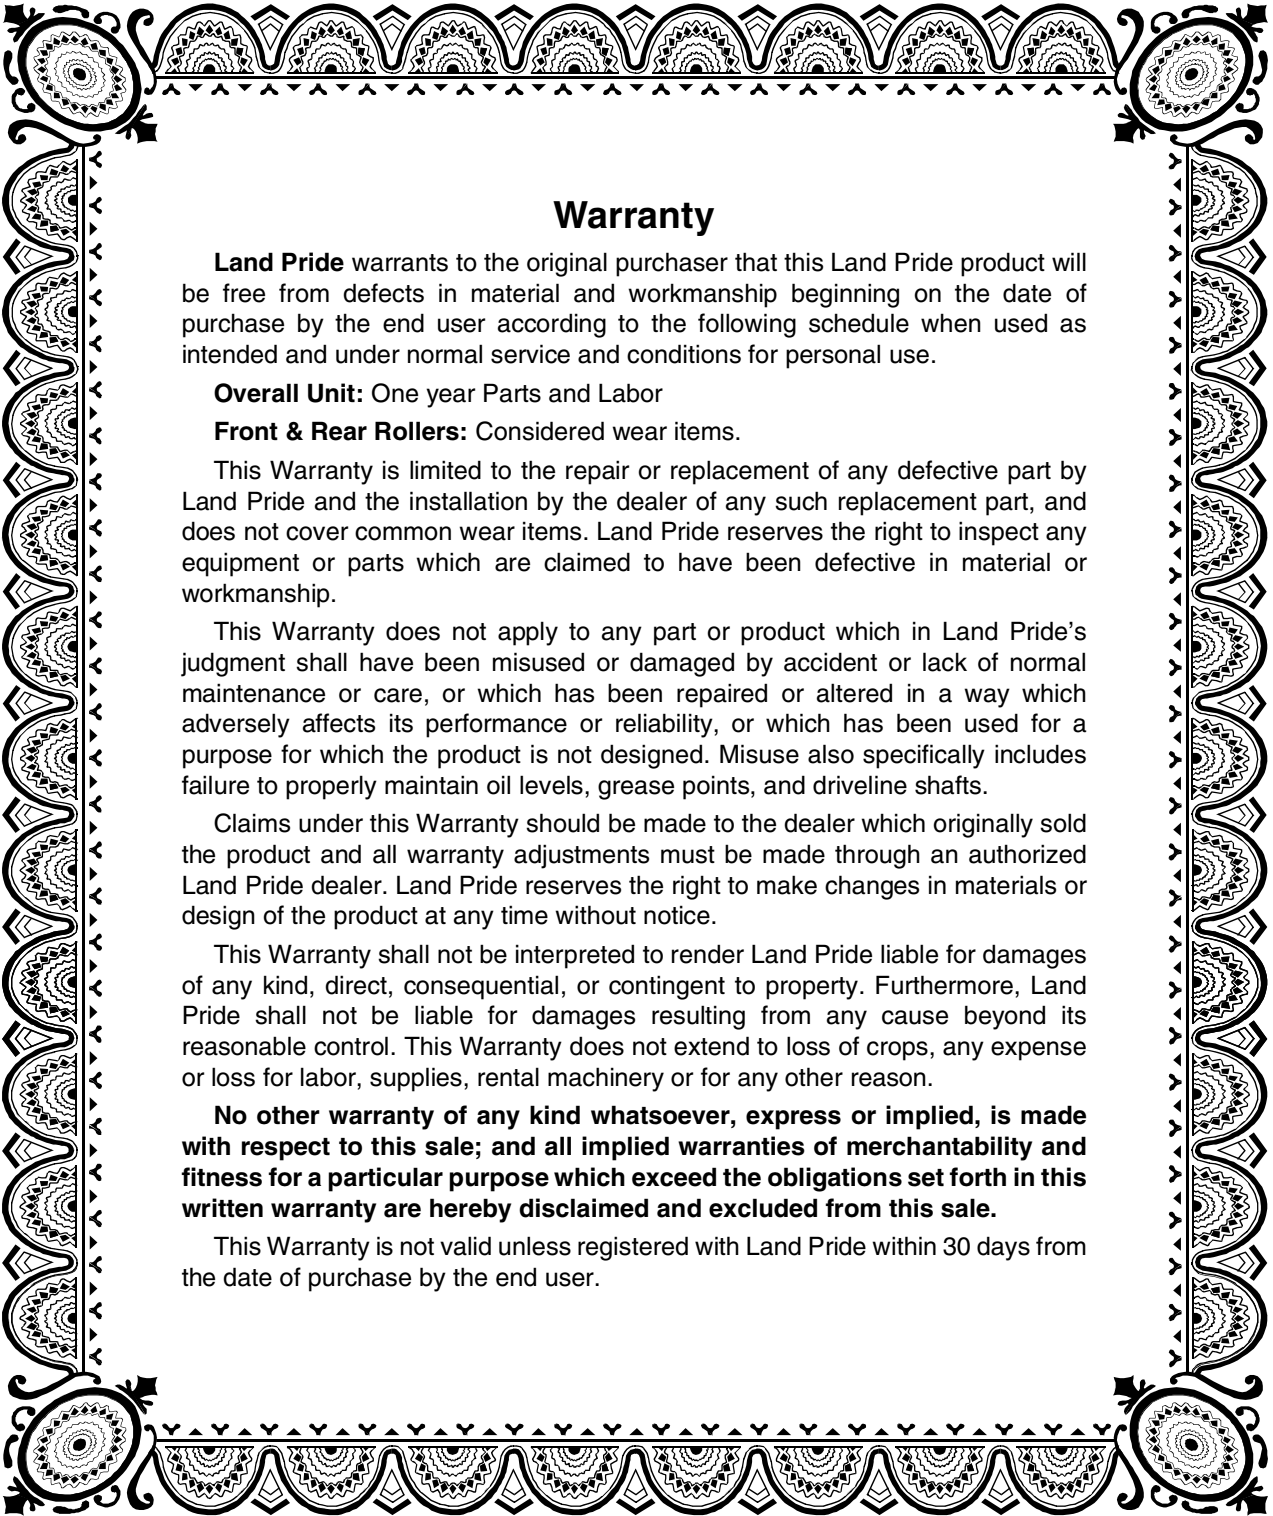 Warranty
Land Pride warrants to the original purchaser that this Land Pride product will
be free from defects in material and workmanship beginning on the date of
purchase by the end user according to the following schedule when used as
intended and under normal service and conditions for personal use.
Overall Unit: One year Parts and Labor
Front & Rear Rollers: Considered wear items.
This Warranty is limited to the repair or replacement of any defective part by
Land Pride and the installation by the dealer of any such replacement part, and
does not cover common wear items. Land Pride reserves the right to inspect any
equipment or parts which are claimed to have been defective in material or
workmanship.
This Warranty does not apply to any part or product which in Land Pride’s
judgment shall have been misused or damaged by accident or lack of normal
maintenance or care, or which has been repaired or altered in a way which
adversely affects its performance or reliability, or which has been used for a
purpose for which the product is not designed. Misuse also specifically includes
failure to properly maintain oil levels, grease points, and driveline shafts.
Claims under this Warranty should be made to the dealer which originally sold
the product and all warranty adjustments must be made through an authorized
Land Pride dealer. Land Pride reserves the right to make changes in materials or
design of the product at any time without notice.
This Warranty shall not be interpreted to render Land Pride liable for damages
of any kind, direct, consequential, or contingent to property. Furthermore, Land
Pride shall not be liable for damages resulting from any cause beyond its
reasonable control. This Warranty does not extend to loss of crops, any expense
or loss for labor, supplies, rental machinery or for any other reason.
No other warranty of any kind whatsoever, express or implied, is made
with respect to this sale; and all implied warranties of merchantability and
fitness for a particular purpose which exceed the obligations set forth in this
written warranty are hereby disclaimed and excluded from this sale.
This Warranty is not valid unless registered with Land Pride within 30 days from
the date of purchase by the end user.